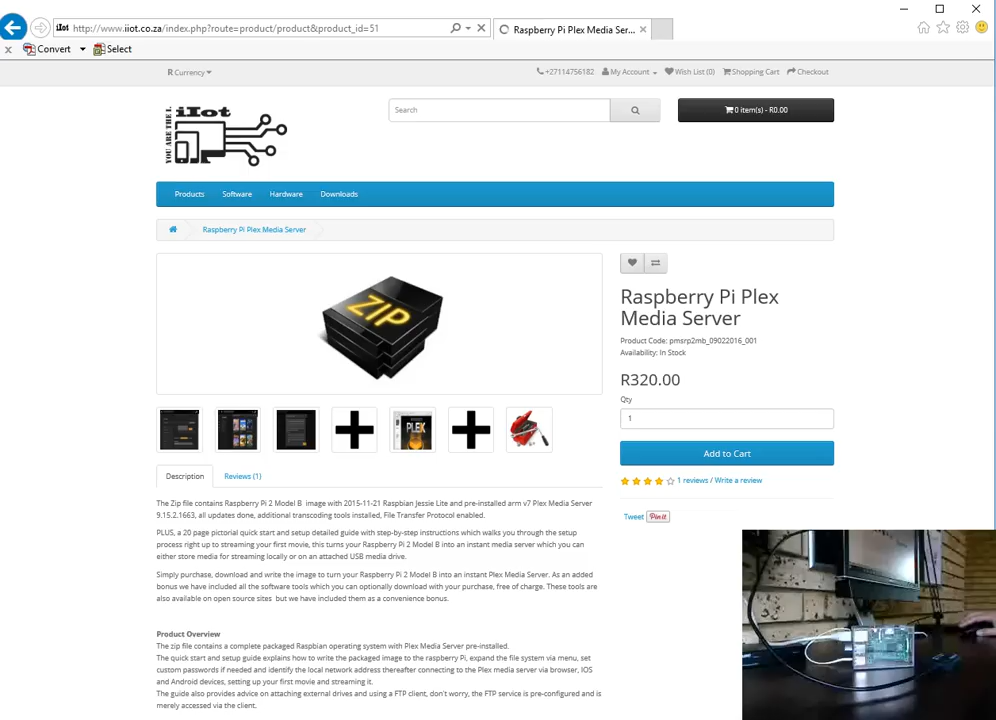 http://www.iiot.co.za/index.php?route=product/product&product_id=51
Raspberry Pi Plex Media Ser...
Convert
Select
R Currency
+27114756182 My Account Wish List (0) Shopping Cart Checkout
YOU ARE THE 1.
iIot
Search
0 item(s) - R0.00
Products Software Hardware Downloads
Raspberry Pi Plex Media Server
ZIP
PLEX
Raspberry Pi Plex
Media Server
Product Code: pmsrp2mb_09022016_001
Availability: In Stock
R320.00
Qty
1
Add to Cart
1 reviews / Write a review
Tweet Pin it
Description Reviews (1)
The Zip file contains Raspberry Pi 2 Model B image with 2015-11-21 Raspbian Jessie Lite and pre-installed arm v7 Plex Media Server
9.15.2.1663, all updates done, additional transcoding tools installed, File Transfer Protocol enabled.
PLUS, a 20 page pictorial quick start and setup detailed guide with step-by-step instructions which walks you through the setup
process right up to streaming your first movie, this turns your Raspberry Pi 2 Model B into an instant media server which you can
either store media for streaming locally or on an attached USB media drive.
Simply purchase, download and write the image to turn your Raspberry Pi 2 Model B into an instant Plex Media Server. As an added
bonus we have included all the software tools which you can optionally download with your purchase, free of charge. These tools are
also available on open source sites but we have included them as a convenience bonus.
Product Overview
The zip file contains a complete packaged Raspbian operating system with Plex Media Server pre-installed.
The quick start and setup guide explains how to write the packaged image to the raspberry Pi, expand the file system via menu, set
custom passwords if needed and identify the local network address thereafter connecting to the Plex media server via browser, IOS
and Android devices, setting up your first movie and streaming it.
The guide also provides advice on attaching external drives and using a FTP client, don't worry, the FTP service is pre-configured and is
merely accessed via the client.